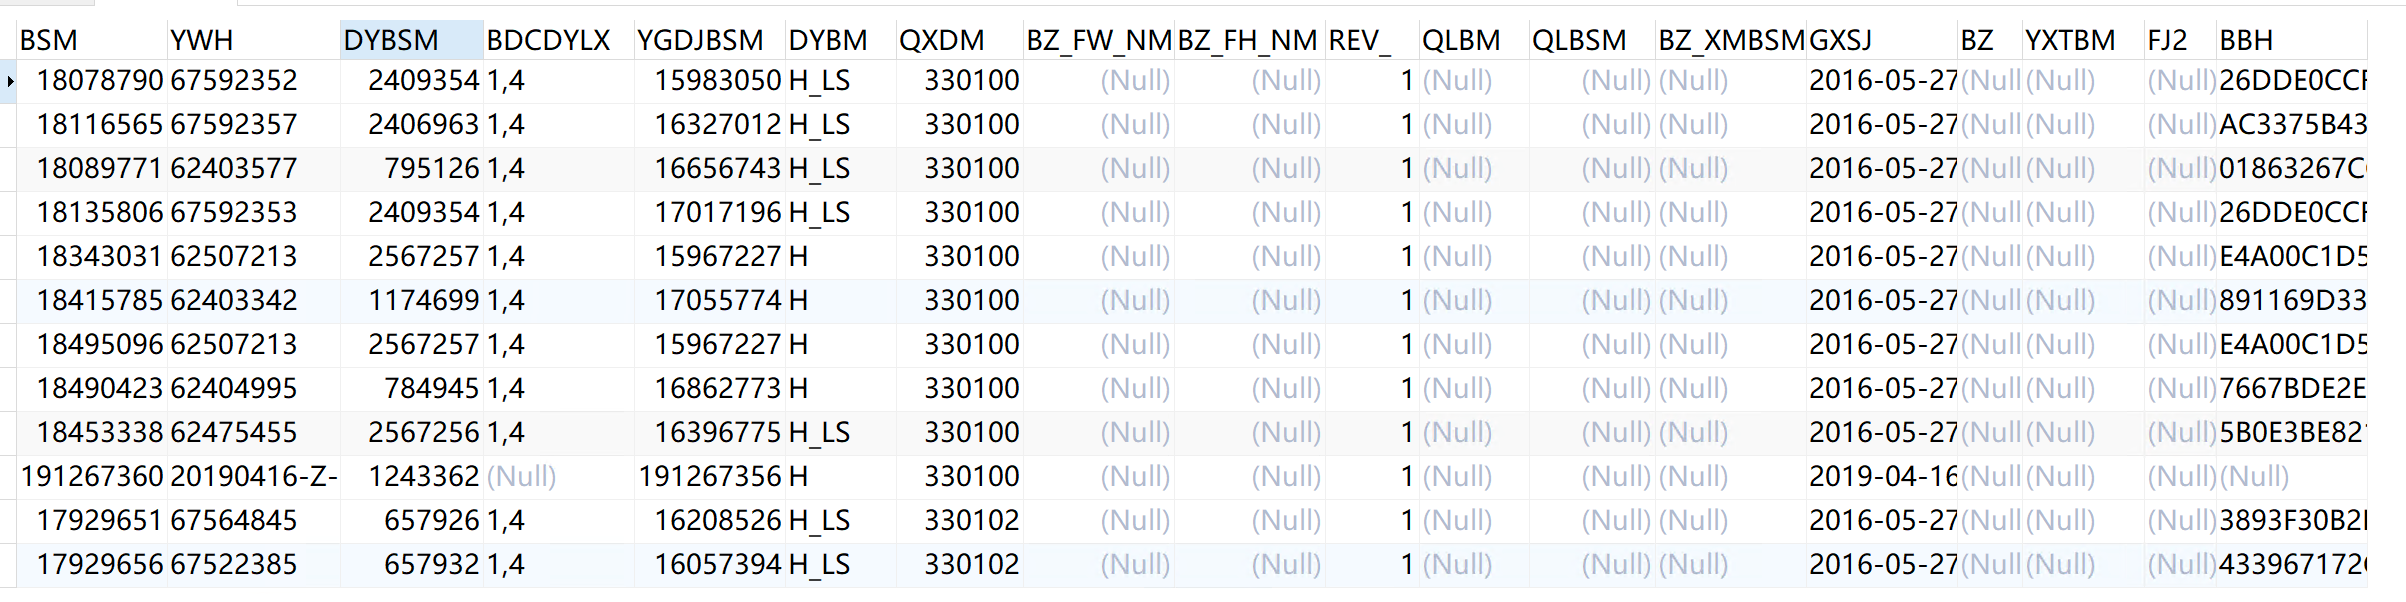 BSM YWH DYBSM BDCDYLX YGDJBSM DYBM QXDM BZ_FW_NM BZ_FH_NM REV_ QLBM QLBSM BZ_XMBSM GXSJ BZ YXTBM FJ2 BBH
18078790 67592352 2409354 1,4 15983050 H_LS 330100 (Null) (Null) 1 (Null) (Null) (Null) 2016-05-27 (Null (Null) (Null) 26DDE0CCF
18116565 67592357 2406963 1,4 16327012 H_LS 330100 (Null) (Null) 1 (Null) (Null) (Null) 2016-05-27 (Null (Null) (Null) AC3375B43
18089771 62403577 795126 1,4 16656743 H_LS 330100 (Null) (Null) 1 (Null) (Null) (Null) 2016-05-27 (Null (Null) (Null) 01863267C
18135806 67592353 2409354 1,4 17017196 H_LS 330100 (Null) (Null) 1 (Null) (Null) (Null) 2016-05-27 (Null (Null) (Null) 26DDE0CCF
18343031 62507213 2567257 1,4 15967227 H 330100 (Null) (Null) 1 (Null) (Null) (Null) 2016-05-27 (Null (Null) (Null) E4A00C1D5
18415785 62403342 1174699 1,4 17055774 H 330100 (Null) (Null) 1 (Null) (Null) (Null) 2016-05-27 (Null (Null) (Null) 891169D33
18495096 62507213 2567257 1,4 15967227 H 330100 (Null) (Null) 1 (Null) (Null) (Null) 2016-05-27 (Null (Null) (Null) E4A00C1D5
18490423 62404995 784945 1,4 16862773 H 330100 (Null) (Null) 1 (Null) (Null) (Null) 2016-05-27 (Null (Null) (Null) 7667BDE2E
18453338 62475455 2567256 1,4 16396775 H_LS 330100 (Null) (Null) 1 (Null) (Null) (Null) 2016-05-27 (Null (Null) (Null) 5B0E3BE82
191267360 20190416-Z- 1243362 (Null) 191267356 H 330100 (Null) (Null) 1 (Null) (Null) (Null) 2019-04-16 (Null (Null) (Null) (Null)
17929651 67564845 657926 1,4 16208526 H_LS 330102 (Null) (Null) 1 (Null) (Null) (Null) 2016-05-27 (Null (Null) (Null) 3893F30B2
17929656 67522385 657932 1,4 16057394 H_LS 330102 (Null) (Null) 1 (Null) (Null) (Null) 2016-05-27 (Null (Null) (Null) 433967172